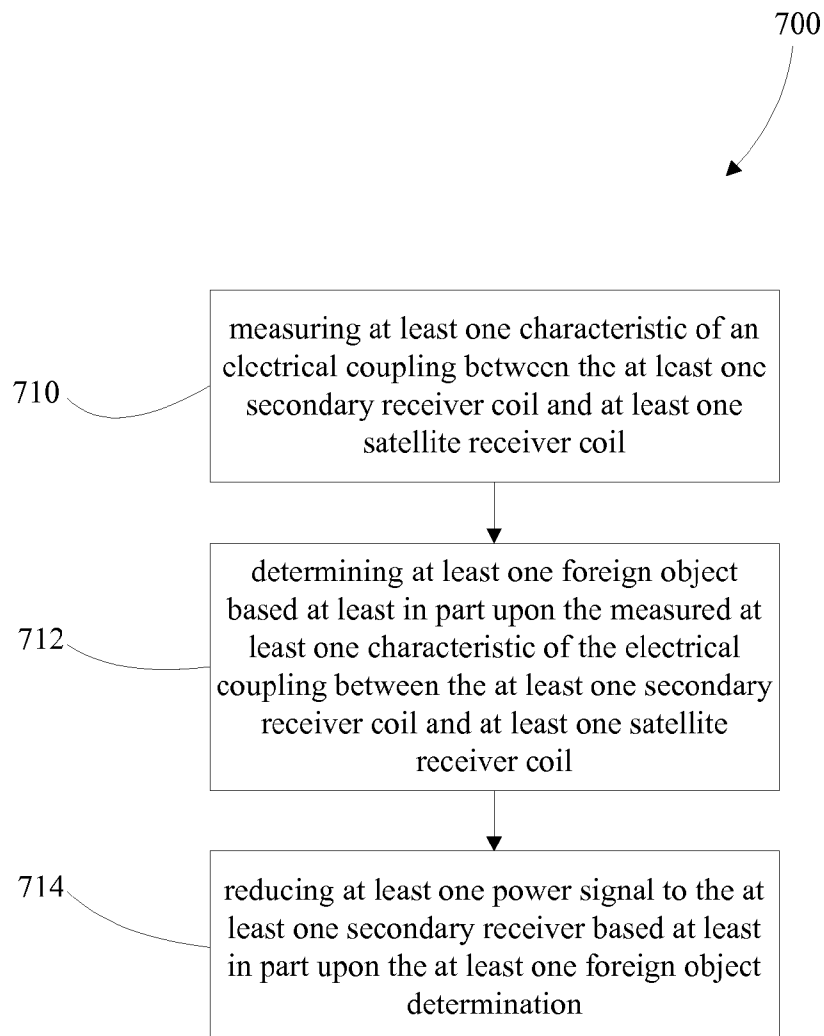 700
710
measuring at least one characteristic of an
electrical coupling between the at least one
secondary receiver coil and at least one
satellite receiver coil
712
determining at least one foreign object
based at least in part upon the measured at
least one characteristic of the electrical
coupling between the at least one secondary
receiver coil and at least one satellite
receiver coil
714
reducing at least one power signal to the at
least one secondary receiver based at least
in part upon the at least one foreign object
determination